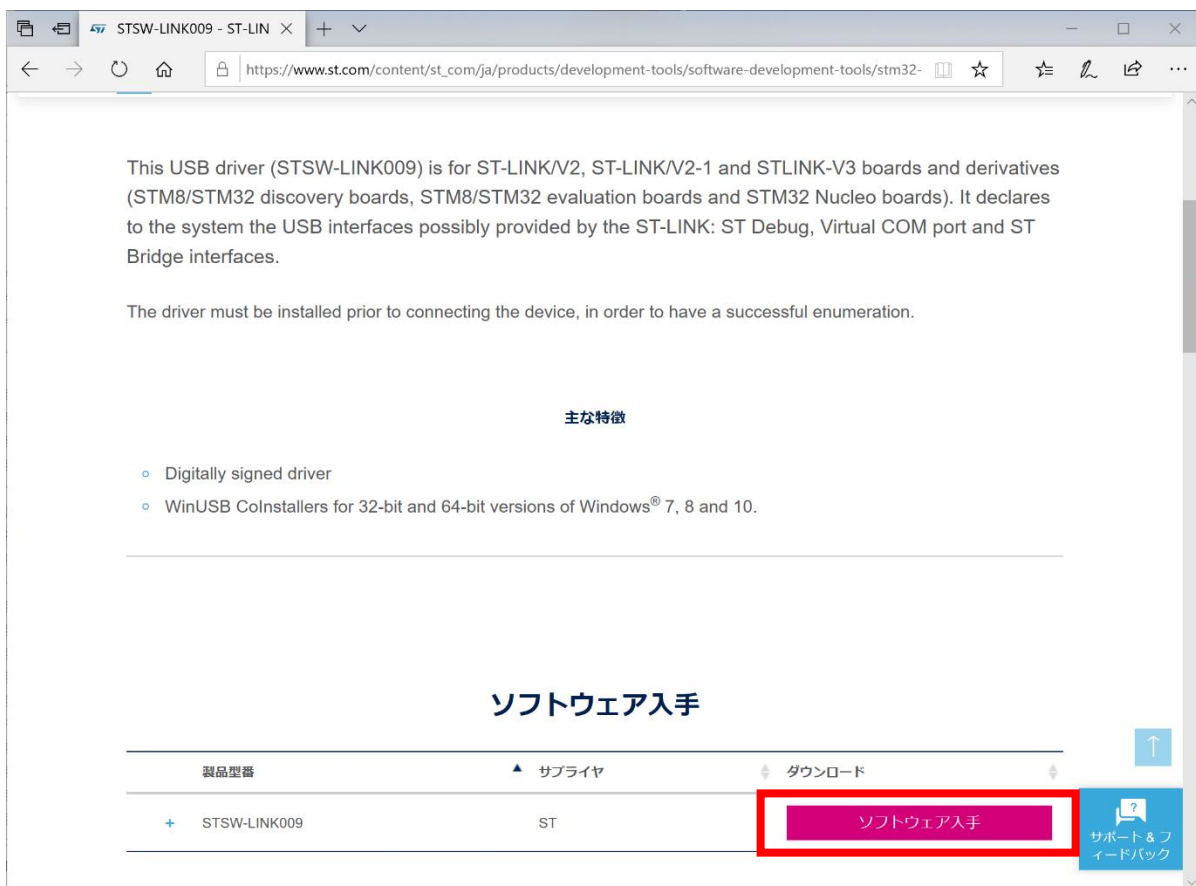 STSW-LINK009 - ST-LIN
https://www.st.com/content/st_com/ja/products/development-tools/software-development-tools/stm32-
This USB driver (STSW-LINK009) is for ST-LINK/V2, ST-LINK/V2-1 and STLINK-V3 boards and derivatives
(STM8/STM32 discovery boards, STM8/STM32 evaluation boards and STM32 Nucleo boards). It declares
to the system the USB interfaces possibly provided by the ST-LINK: ST Debug, Virtual COM port and ST
Bridge interfaces.
The driver must be installed prior to connecting the device, in order to have a successful enumeration.
主な特徴
Digitally signed driver
WinUSB CoInstallers for 32-bit and 64-bit versions of Windows® 7, 8 and 10.
ソフトウェア入手
製品型番 サプライヤ ダウンロード
+ STSW-LINK009 ST ソフトウェア入手
サポート & フ
ィードバック